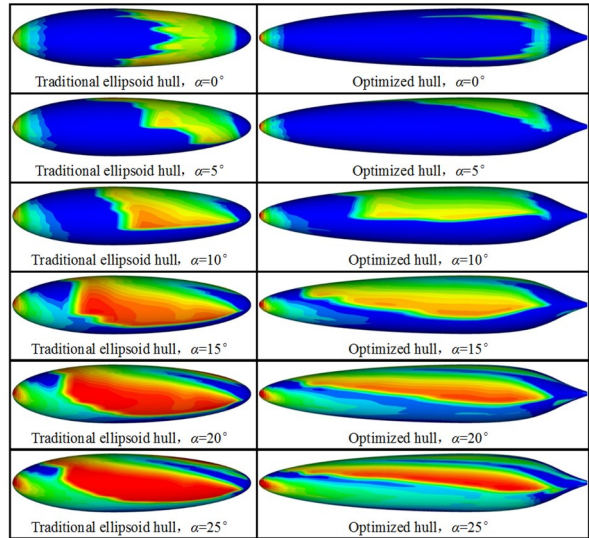 Traditional ellipsoid hull，α=0°
Optimized hull，α=0°
Traditional ellipsoid hull，α=5°
Optimized hull，α=5°
Traditional ellipsoid hull，α=10°
Optimized hull，α=10°
Traditional ellipsoid hull，α=15°
Optimized hull，α=15°
Traditional ellipsoid hull，α=20°
Optimized hull，α=20°
Traditional ellipsoid hull，α=25°
Optimized hull，α=25°